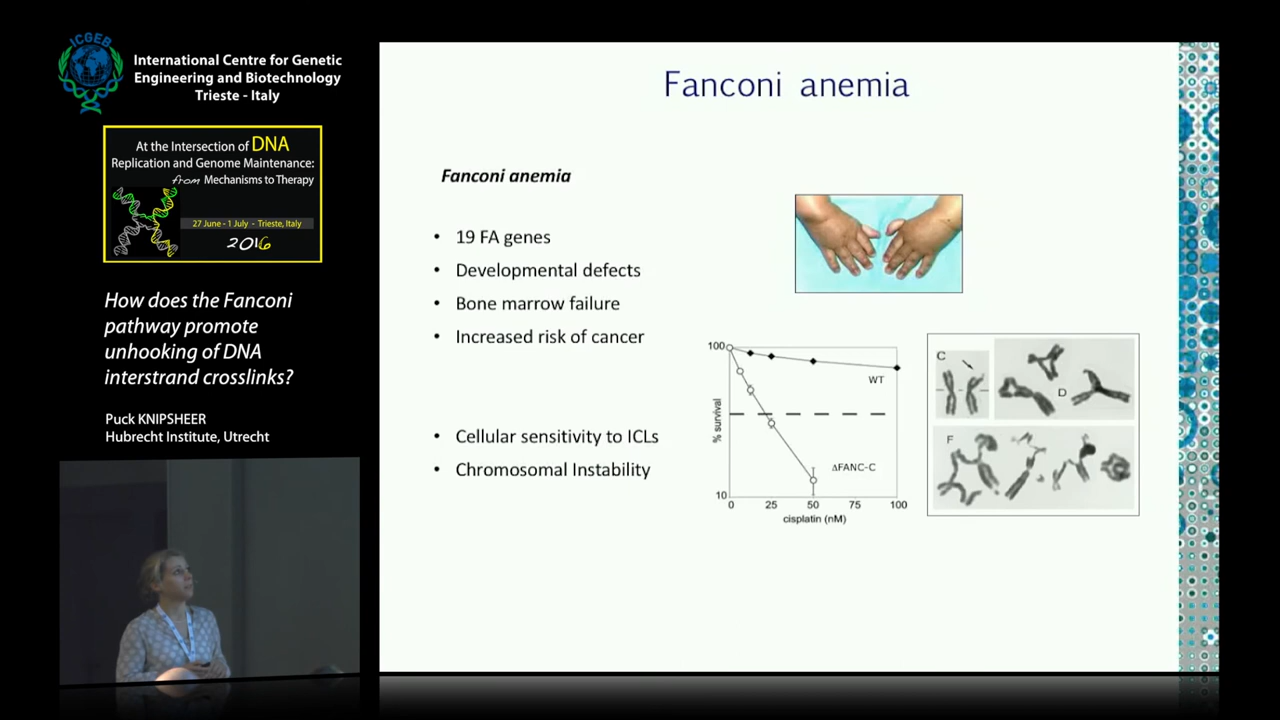 ICGEB
International Centre for Genetic
Engineering and Biotechnology
Trieste - Italy
At the Intersection of DNA
Replication and Genome Maintenance:
from Mechanisms to Therapy
27 June - 1 July - Trieste, Italy
2016
How does the Fanconi
pathway promote
unhooking of DNA
interstrand crosslinks?
Puck KNIPSHEER
Hubrecht Institute, Utrecht
Fanconi anemia
Fanconi anemia
• 19 FA genes
• Developmental defects
• Bone marrow failure
• Increased risk of cancer
• Cellular sensitivity to ICLs
• Chromosomal Instability
100
WT
% survival
ΔFANC-C
10
0 25 50 75 100
cisplatin (nM)
C
D
F